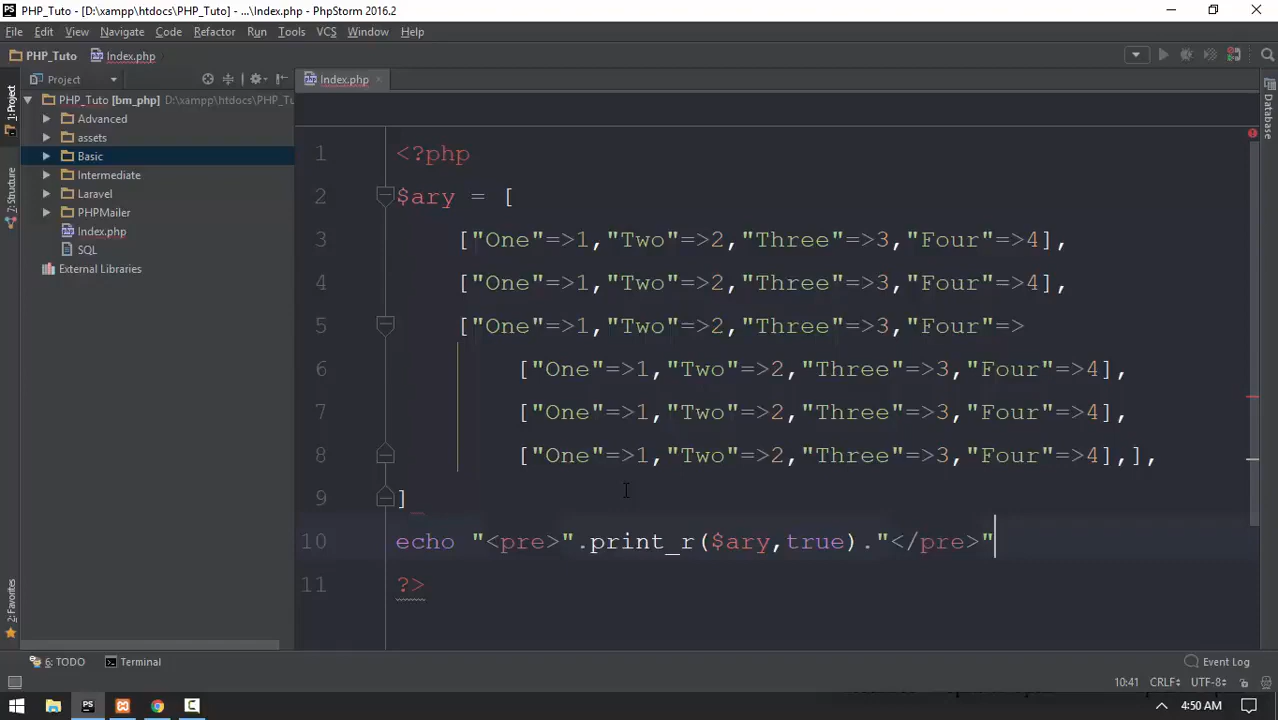 PHP_Tuto - [D:\xampp\htdocs\PHP_Tuto] - ...\Index.php - PhpStorm 2016.2
File Edit View Navigate Code Refactor Run Tools VCS Window Help
PHP_Tuto Index.php
Project
Index.php
1: Project
7: Structure
2: Favorites
Database
PHP_Tuto [bm_php] D:\xampp\htdocs\PHP_Tu
Advanced
assets
Basic
Intermediate
Laravel
PHPMailer
Index.php
SQL
External Libraries
1 <?php
2 $ary = [
3 ["One"=>1,"Two"=>2,"Three"=>3,"Four"=>4],
4 ["One"=>1,"Two"=>2,"Three"=>3,"Four"=>4],
5 ["One"=>1,"Two"=>2,"Three"=>3,"Four"=>
6 ["One"=>1,"Two"=>2,"Three"=>3,"Four"=>4],
7 ["One"=>1,"Two"=>2,"Three"=>3,"Four"=>4],
8 ["One"=>1,"Two"=>2,"Three"=>3,"Four"=>4],],
9 ]
10 echo "<pre>".print_r($ary,true)."</pre>"
11 ?>
6: TODO Terminal Event Log
10:41 CRLF UTF-8
4:50 AM